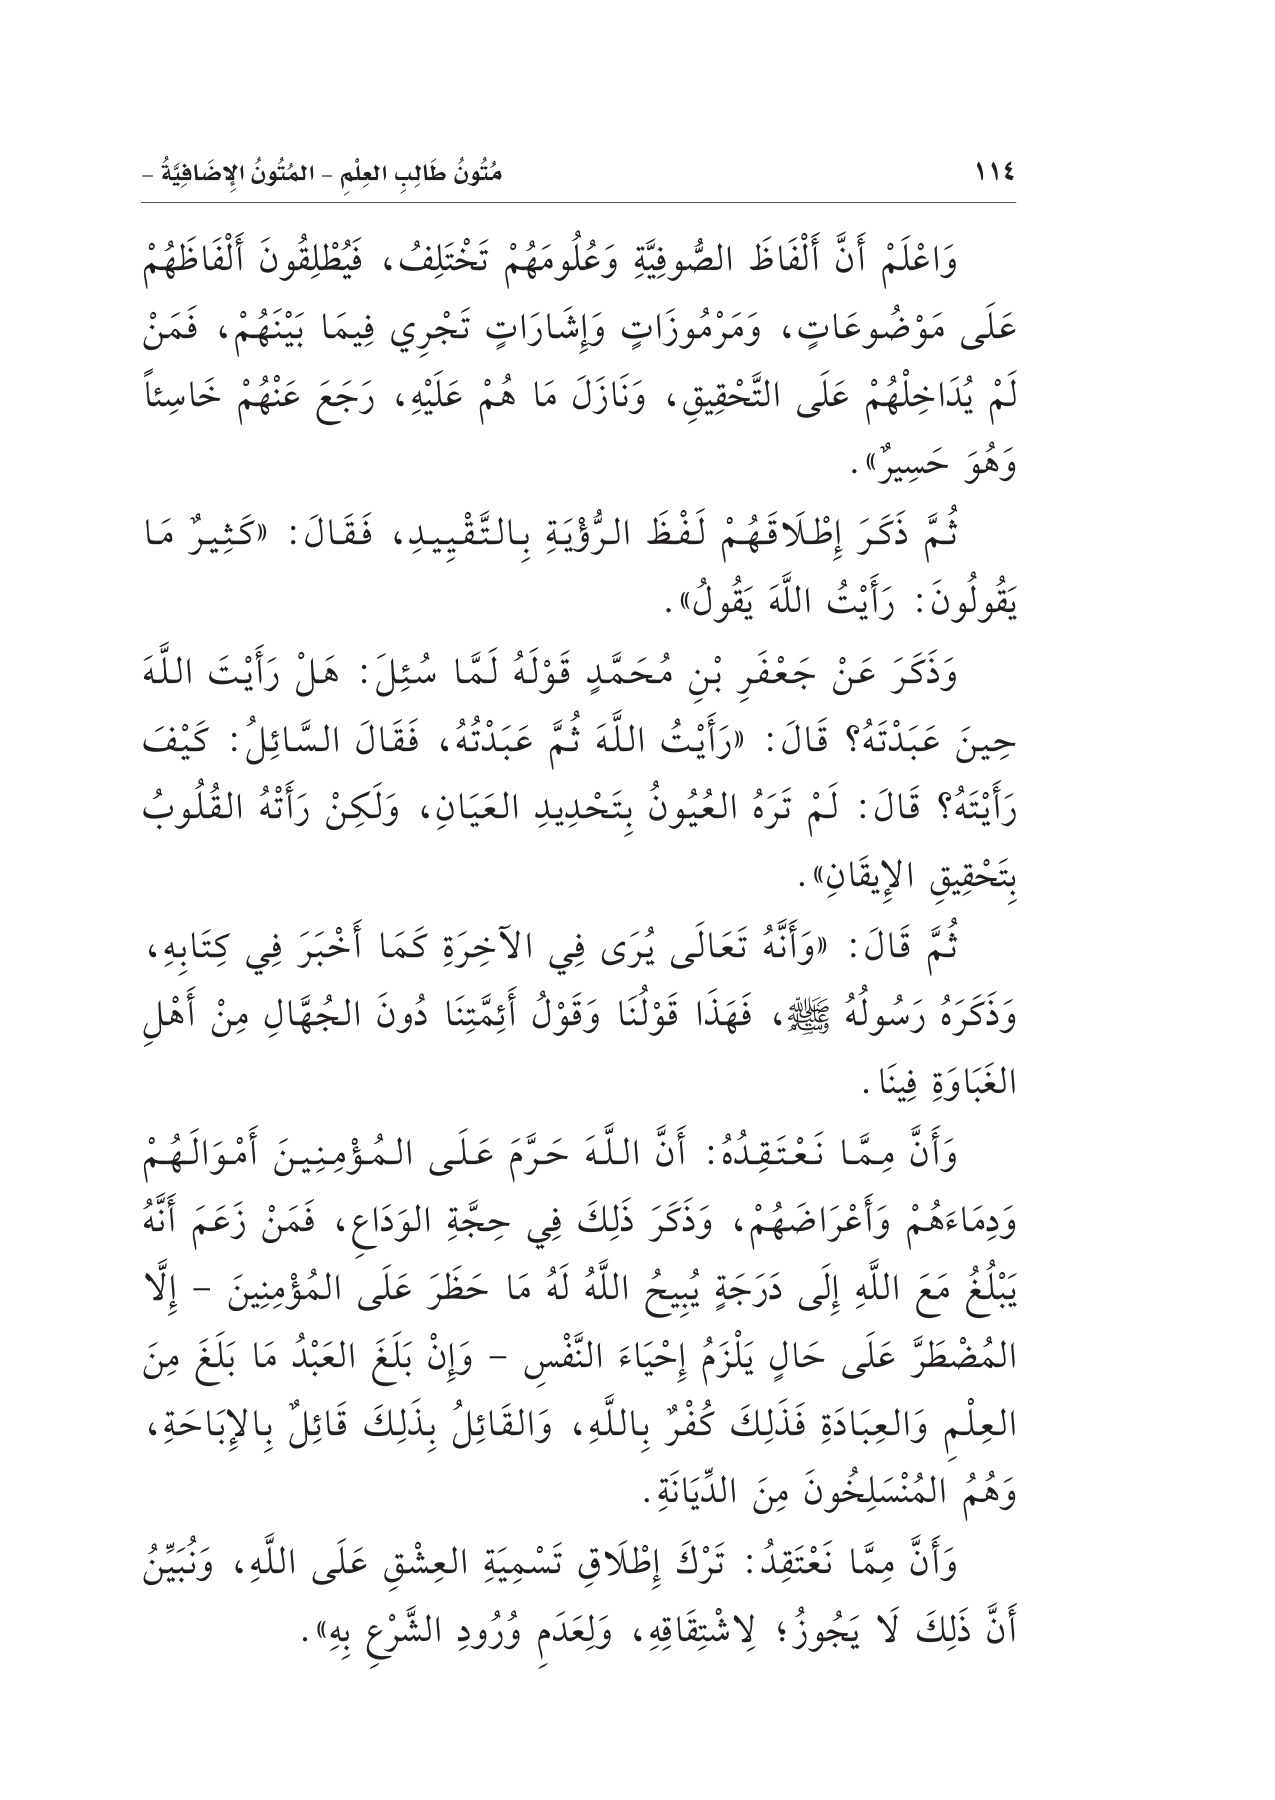 ١١٤
مُتُونُ طَالِبِ العِلْمِ – المُتُونُ الإِضَافِيَّةُ –
وَاعْلَمْ أَنَّ أَلْفَاظَ الصُّوفِيَّةِ وَعُلُومَهُمْ تَخْتَلِفُ، فَيُطْلِقُونَ أَلْفَاظَهُمْ
عَلَى مَوْضُوعَاتٍ، وَمَرْمُوزَاتٍ وَإِشَارَاتٍ تَجْرِي فِيمَا بَيْنَهُمْ، فَمَنْ
لَمْ يُدَاخِلْهُمْ عَلَى التَّحْقِيقِ، وَنَازَلَ مَا هُمْ عَلَيْهِ، رَجَعَ عَنْهُمْ خَاسِئاً
وَهُوَ حَسِيرٌ».
ثُمَّ ذَكَرَ إِطْلَاقَهُمْ لَفْظَ الرُّؤْيَةِ بِالتَّقْيِيدِ، فَقَالَ: «كَثِيرٌ مَا
يَقُولُونَ: رَأَيْتُ اللَّهَ يَقُولُ».
وَذَكَرَ عَنْ جَعْفَرِ بْنِ مُحَمَّدٍ قَوْلَهُ لَمَّا سُئِلَ: هَلْ رَأَيْتَ اللَّهَ
حِينَ عَبَدْتَهُ؟ قَالَ: «رَأَيْتُ اللَّهَ ثُمَّ عَبَدْتُهُ، فَقَالَ السَّائِلُ: كَيْفَ
رَأَيْتَهُ؟ قَالَ: لَمْ تَرَهُ العُيُونُ بِتَحْدِيدِ العَيَانِ، وَلَكِنْ رَأَتْهُ القُلُوبُ
بِتَحْقِيقِ الإِيقَانِ».
ثُمَّ قَالَ: «وَأَنَّهُ تَعَالَى يُرَى فِي الآخِرَةِ كَمَا أَخْبَرَ فِي كِتَابِهِ،
وَذَكَرَهُ رَسُولُهُ ﷺ، فَهَذَا قَوْلُنَا وَقَوْلُ أَئِمَّتِنَا دُونَ الجُهَّالِ مِنْ أَهْلِ
الغَبَاوَةِ فِينَا.
وَأَنَّ مِمَّا نَعْتَقِدُهُ: أَنَّ اللَّهَ حَرَّمَ عَلَى المُؤْمِنِينَ أَمْوَالَهُمْ
وَدِمَاءَهُمْ وَأَعْرَاضَهُمْ، وَذَكَرَ ذَلِكَ فِي حِجَّةِ الوَدَاعِ، فَمَنْ زَعَمَ أَنَّهُ
يَبْلُغُ مَعَ اللَّهِ إِلَى دَرَجَةٍ يُبِيحُ اللَّهُ لَهُ مَا حَظَرَ عَلَى المُؤْمِنِينَ – إِلَّا
المُضْطَرَّ عَلَى حَالٍ يَلْزَمُ إِحْيَاءَ النَّفْسِ – وَإِنْ بَلَغَ العَبْدُ مَا بَلَغَ مِنَ
العِلْمِ وَالعِبَادَةِ فَذَلِكَ كُفْرٌ بِاللَّهِ، وَالقَائِلُ بِذَلِكَ قَائِلٌ بِالإِبَاحَةِ،
وَهُمُ المُنْسَلِخُونَ مِنَ الدِّيَانَةِ.
وَأَنَّ مِمَّا نَعْتَقِدُ: تَرْكَ إِطْلَاقِ تَسْمِيَةِ العِشْقِ عَلَى اللَّهِ، وَنُبَيِّنُ
أَنَّ ذَلِكَ لَا يَجُوزُ؛ لِاشْتِقَاقِهِ، وَلِعَدَمِ وُرُودِ الشَّرْعِ بِهِ».